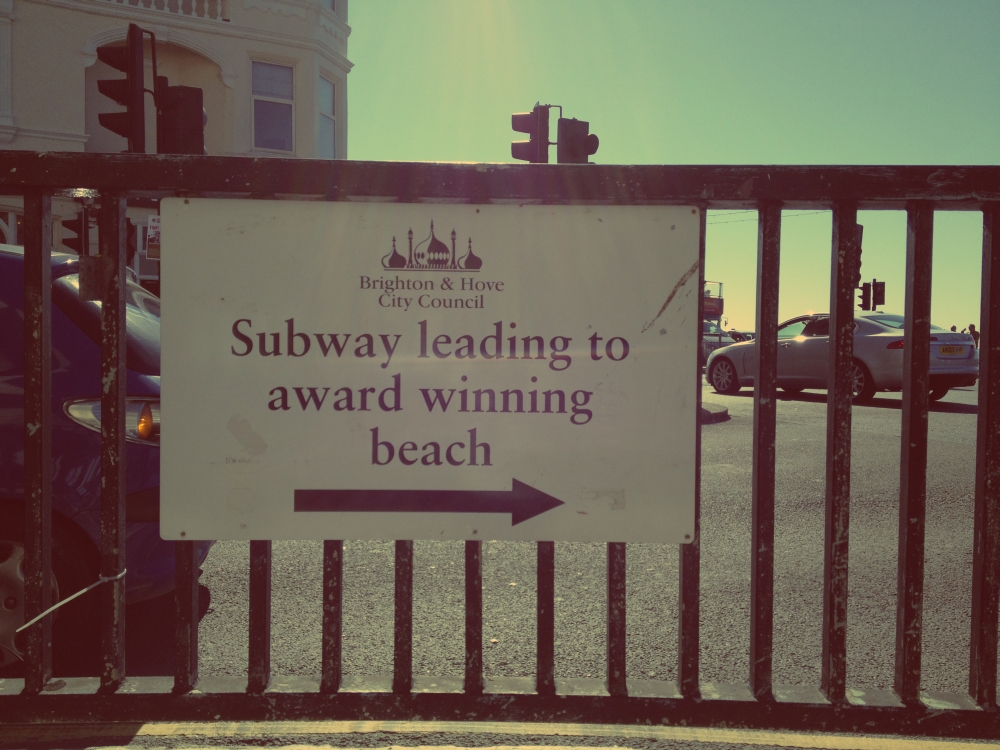 Brighton & Hove
City Council
Subway leading to
award winning
beach